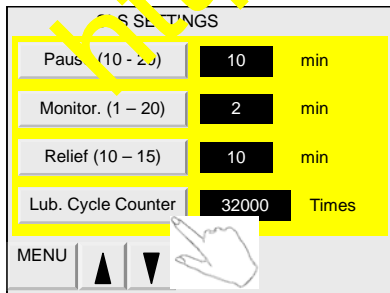 SETTINGS
Pause (10 - 20) 10 min
Monitor. (1 – 20) 2 min
Relief (10 – 15) 10 min
Lub. Cycle Counter 32000 Times
MENU